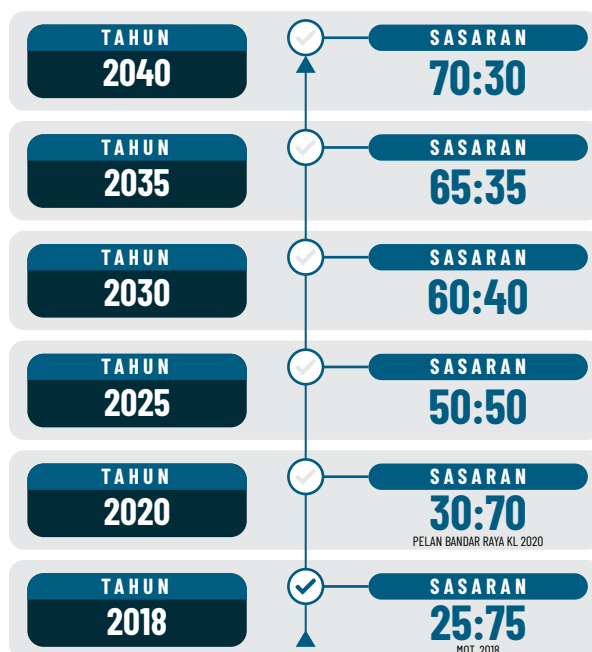 TAHUN
2040
SASARAN
70:30
TAHUN
2035
SASARAN
65:35
TAHUN
2030
SASARAN
60:40
TAHUN
2025
SASARAN
50:50
TAHUN
2020
SASARAN
30:70
PELAN BANDAR RAYA KL 2020
TAHUN
2018
SASARAN
25:75
MOT, 2018